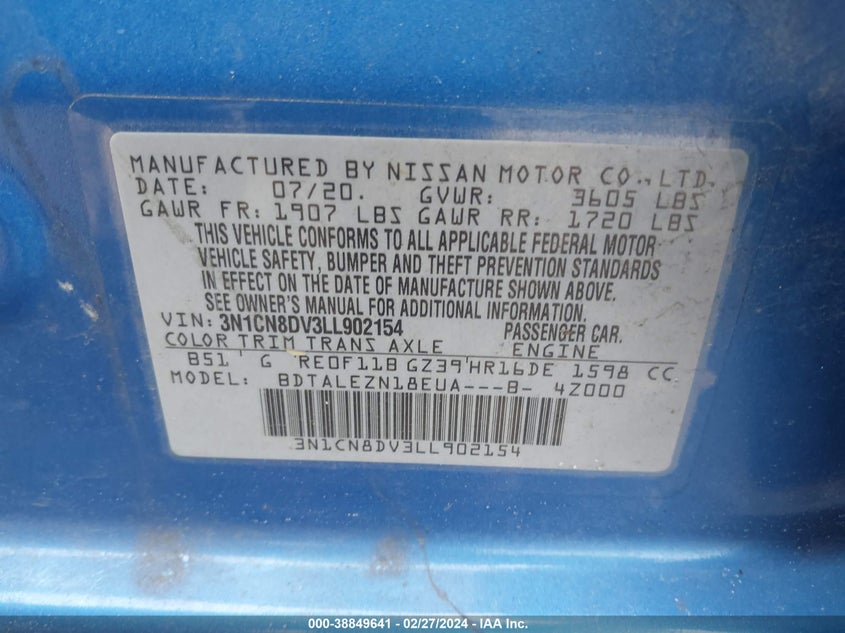 MANUFACTURED BY NISSAN MOTOR CO., LTD.
DATE: 07/20. GVWR: 3605 LBS
GAWR FR: 1907 LBS GAWR RR: 1720 LBS
THIS VEHICLE CONFORMS TO ALL APPLICABLE FEDERAL MOTOR
VEHICLE SAFETY, BUMPER AND THEFT PREVENTION STANDARDS
IN EFFECT ON THE DATE OF MANUFACTURE SHOWN ABOVE.
SEE OWNER'S MANUAL FOR ADDITIONAL INFORMATION.
VIN: 3N1CN8DV3LL902154 PASSENGER CAR.
COLOR TRIM TRANS AXLE ENGINE
B51 G RE0F11B GZ39 HR16DE 1598 CC
MODEL: BDTALEZN18EUA---B- 4Z000
3N1CN8DV3LL902154
000-38849641 - 02/27/2024 - IAA Inc.